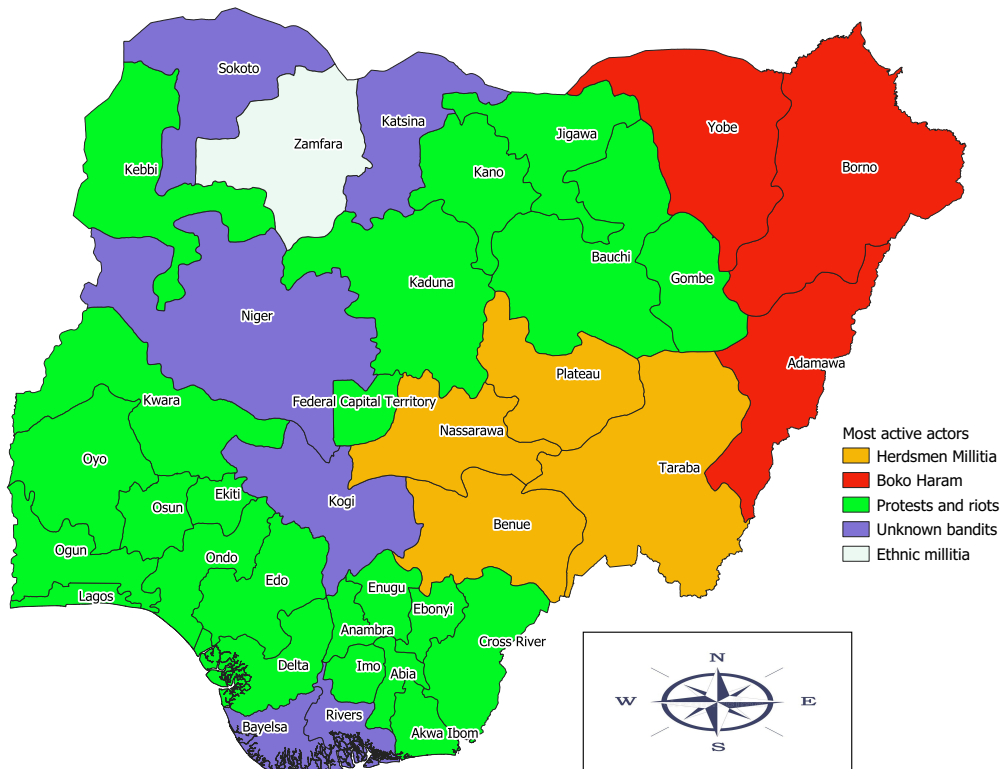 Sokoto
Katsina
Zamfara
Jigawa
Yobe
Kebbi
Kano
Borno
Bauchi
Gombe
Kaduna
Niger
Adamawa
Plateau
Kwara
Federal Capital Territory
Nassarawa
Taraba
Oyo
Ekiti
Osun
Kogi
Benue
Ogun
Ondo
Edo
Enugu
Lagos
Ebonyi
Anambra
Cross River
Delta
Imo
Abia
Bayelsa
Rivers
Akwa Ibom
Most active actors
Herdsmen Millitia
Boko Haram
Protests and riots
Unknown bandits
Ethnic millitia
N
W
E
S